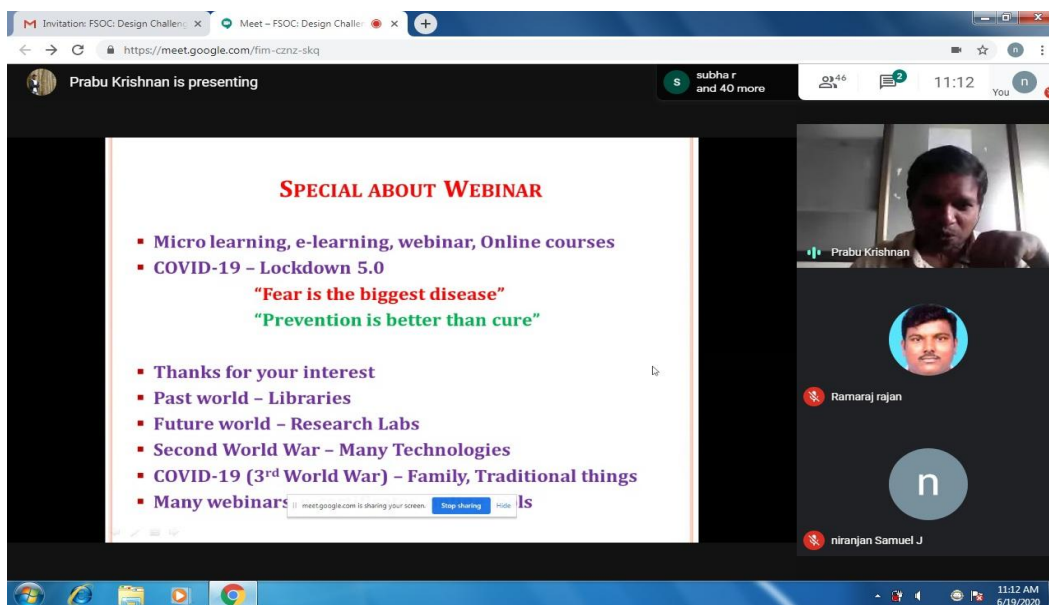 Invitation: FSOC: Design Challeng
Meet – FSOC: Design Challen
https://meet.google.com/fim-cznz-skq
n
Prabu Krishnan is presenting
s
subha r
and 40 more
46
2
11:12
You
n
SPECIAL ABOUT WEBINAR
Micro learning, e-learning, webinar, Online courses
COVID-19 – Lockdown 5.0
“Fear is the biggest disease”
“Prevention is better than cure”
Thanks for your interest
Past world – Libraries
Future world – Research Labs
Second World War – Many Technologies
COVID-19 (3rd World War) – Family, Traditional things
Many webinars
meet.google.com is sharing your screen. Stop sharing Hide
ls
Prabu Krishnan
Ramaraj rajan
n
niranjan Samuel J
11:12 AM
6/19/2020